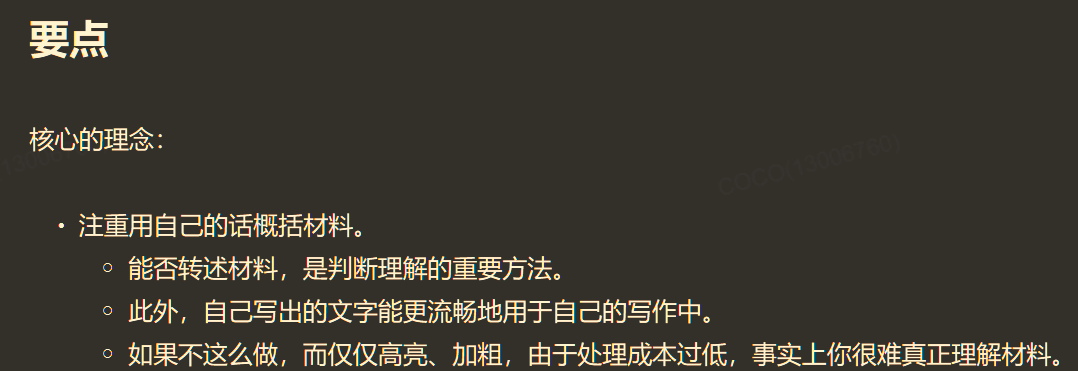 要点
核心的理念：
• 注重用自己的话概括材料。
○ 能否转述材料，是判断理解的重要方法。
○ 此外，自己写出的文字能更流畅地用于自己的写作中。
○ 如果不这么做，而仅仅高亮、加粗，由于处理成本过低，事实上你很难真正理解材料。